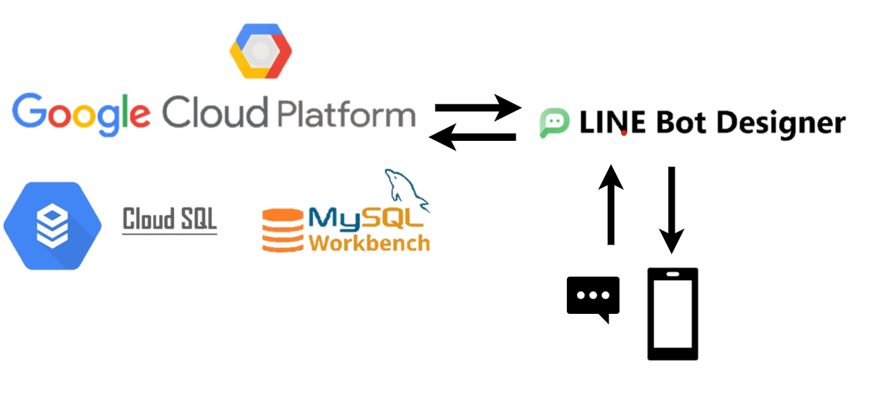 Google Cloud Platform
LINE Bot Designer
Cloud SQL
MySQL
Workbench